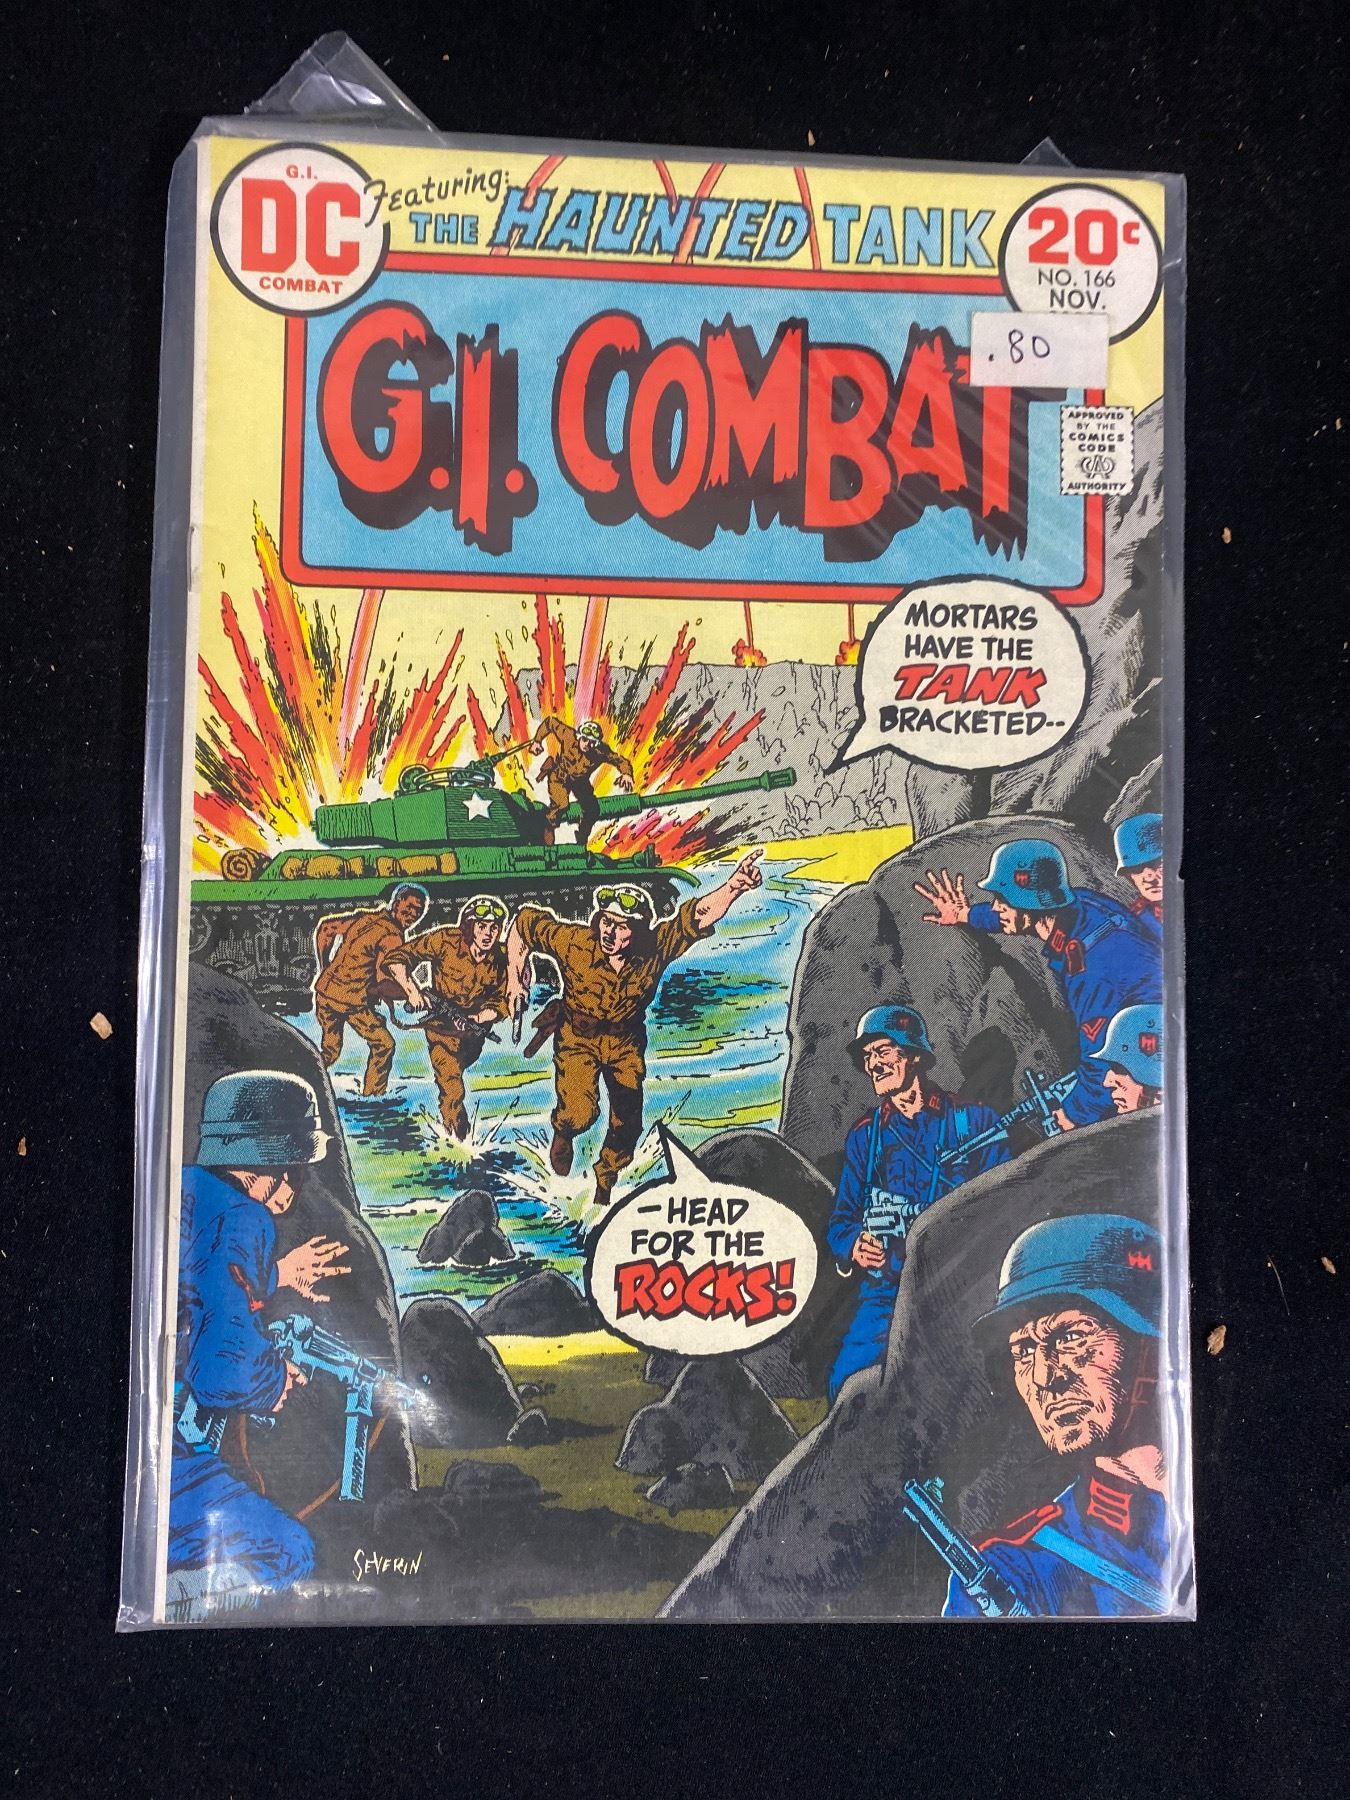 G.I.
DC
COMBAT
Featuring:
THE HAUNTED TANK
20¢
NO. 166
NOV.
.80
G.I. COMBAT
APPROVED
BY THE
COMICS
CODE
CA
AUTHORITY
MORTARS
HAVE THE
TANK
BRACKETED--
—HEAD
FOR THE
ROCKS!
SEVERIN